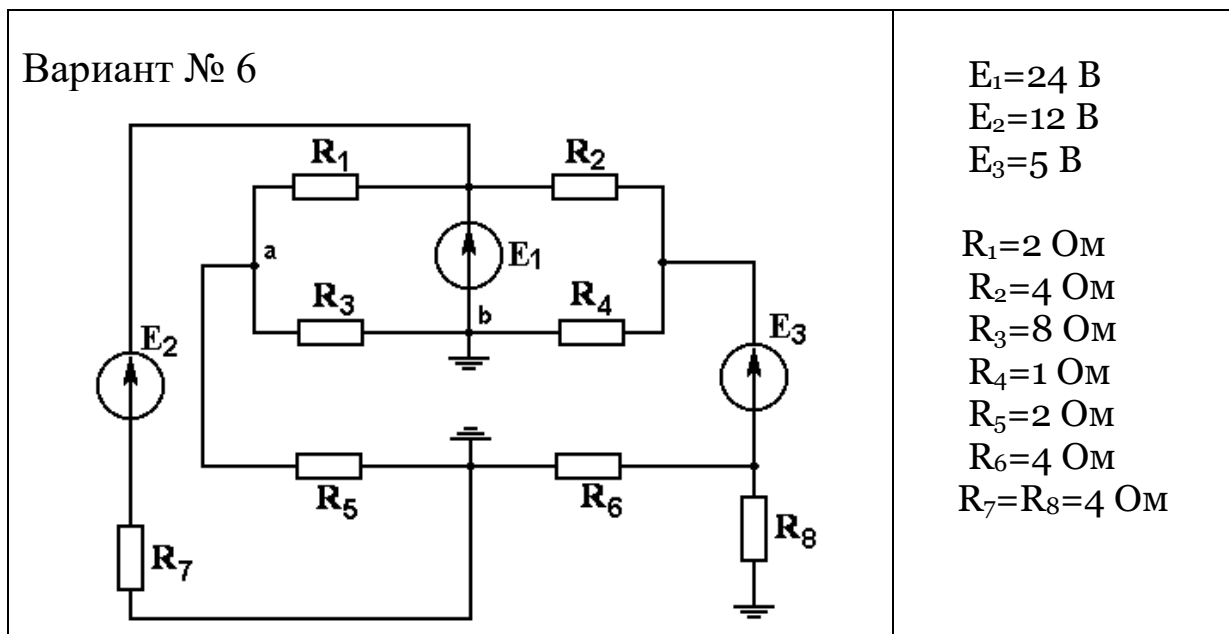 Вариант № 6
R₁
R₂
a
E₁
R₃
b
R₄
E₂
E₃
R₅
R₆
R₇
R₈
E₁=24 В
E₂=12 В
E₃=5 В
R₁=2 Ом
R₂=4 Ом
R₃=8 Ом
R₄=1 Ом
R₅=2 Ом
R₆=4 Ом
R₇=R₈=4 Ом